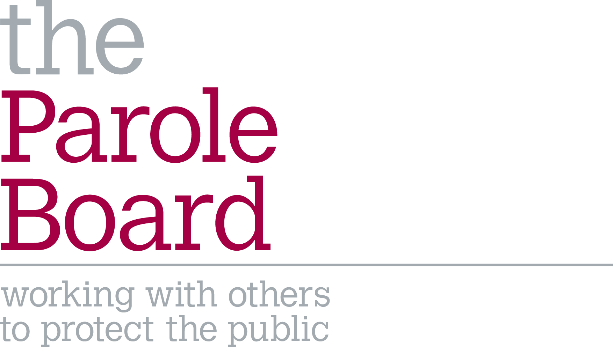 the
Parole
Board
working with others
to protect the public